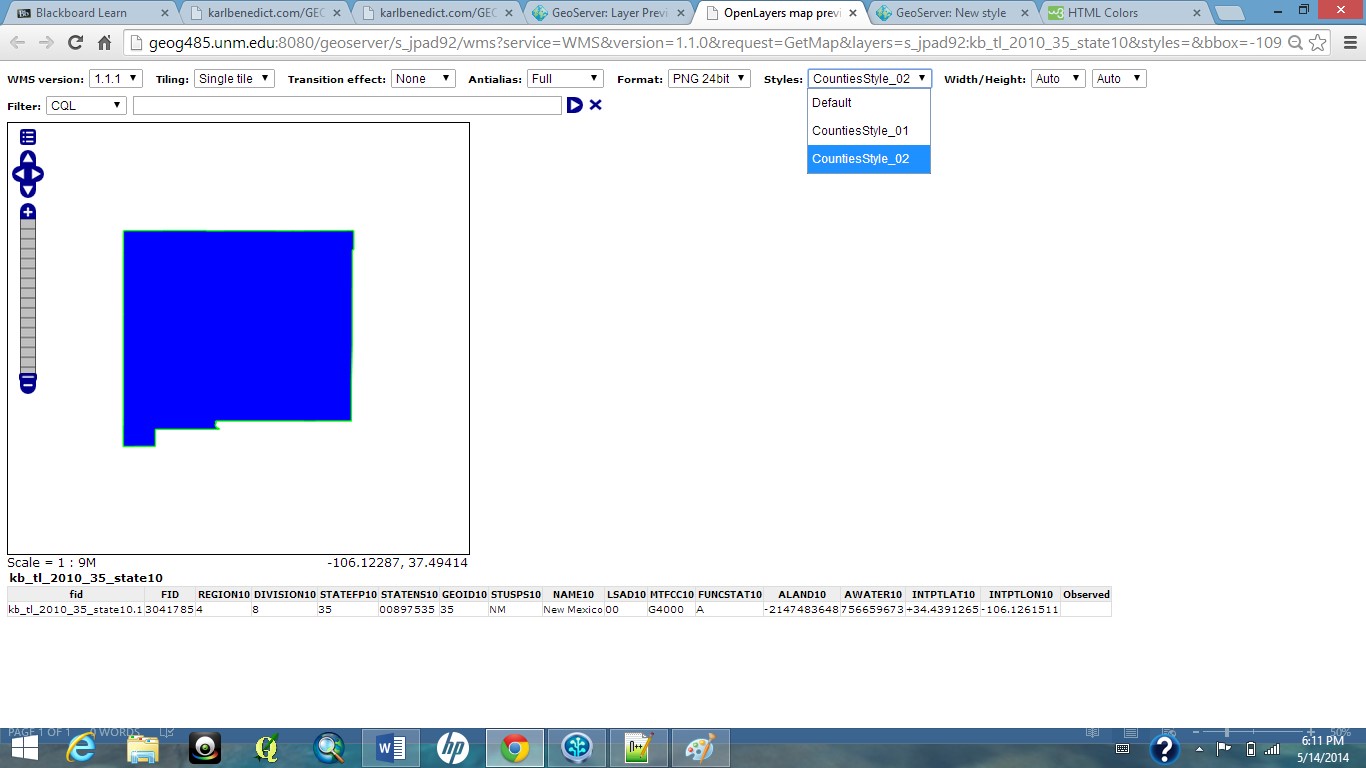 Blackboard Learn karlbenedict.com/GEO karlbenedict.com/GEO GeoServer: Layer Previ OpenLayers map previ GeoServer: New style HTML Colors
geog485.unm.edu:8080/geoserver/s_jpad92/wms?service=WMS&version=1.1.0&request=GetMap&layers=s_jpad92:kb_tl_2010_35_state10&styles=&bbox=-109
WMS version: 1.1.1 Tiling: Single tile Transition effect: None Antialias: Full Format: PNG 24bit Styles: CountiesStyle_02 Width/Height: Auto Auto
Filter: CQL
Default
CountiesStyle_01
CountiesStyle_02
Scale = 1 : 9M -106.12287, 37.49414
kb_tl_2010_35_state10
fid FID REGION10 DIVISION10 STATEFP10 STATENS10 GEOID10 STUSPS10 NAME10 LSAD10 MTFCC10 FUNCSTAT10 ALAND10 AWATER10 INTPTLAT10 INTPTLON10 Observed
kb_tl_2010_35_state10.1 3041785 4 8 35 00897535 35 NM New Mexico 00 G4000 A -2147483648 756659673 +34.4391265 -106.1261511
PAGE 1 OF 1 0 WORDS 50%
6:11 PM
5/14/2014